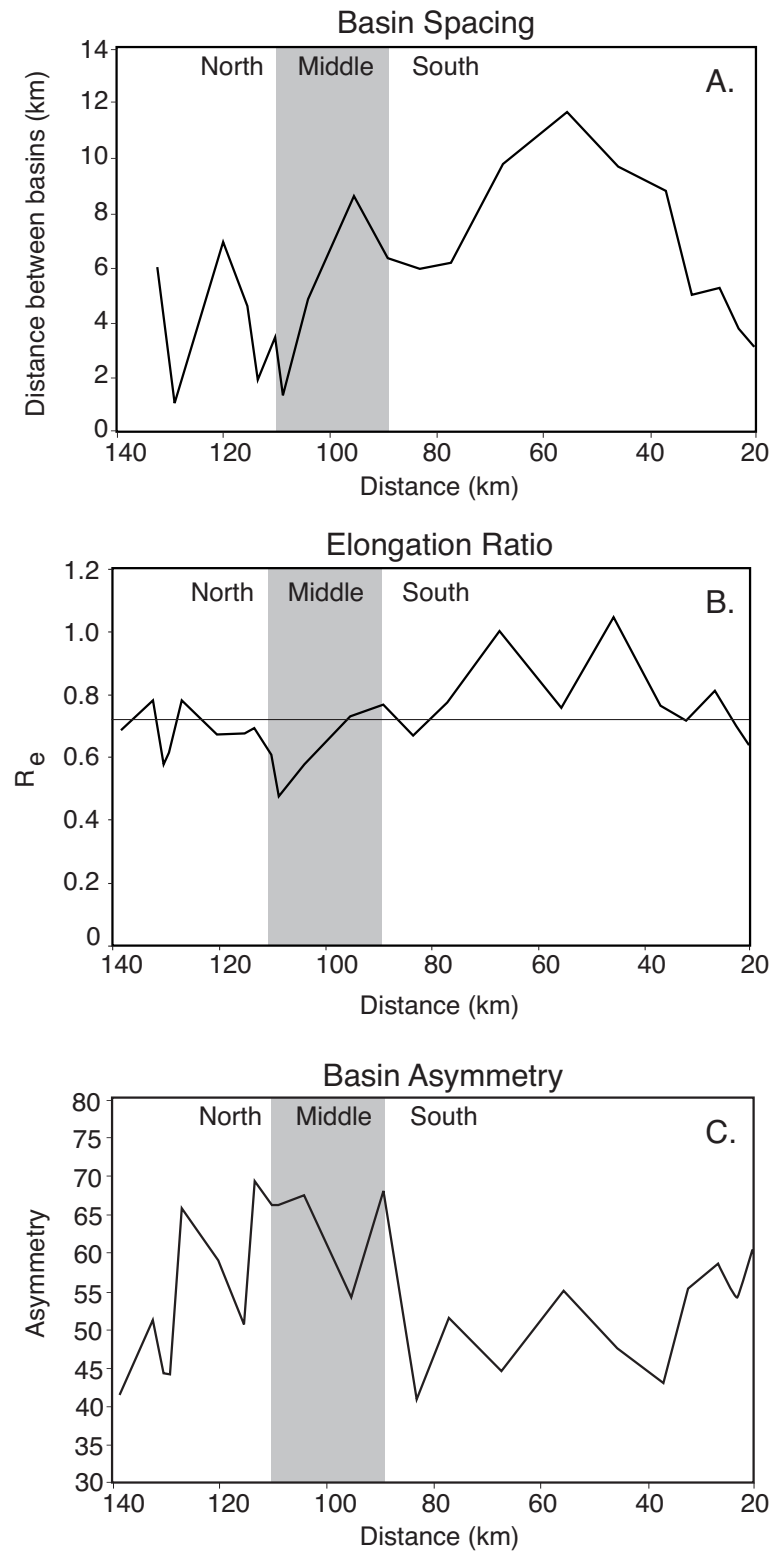 Basin Spacing
North Middle South
A.
Distance between basins (km)
14
12
10
8
6
4
2
0
140 120 100 80 60 40 20
Distance (km)
Elongation Ratio
North Middle South
B.
Re
1.2
1.0
0.8
0.6
0.4
0.2
0
140 120 100 80 60 40 20
Distance (km)
Basin Asymmetry
North Middle South
C.
Asymmetry
80
75
70
65
60
55
50
45
40
35
30
140 120 100 80 60 40 20
Distance (km)